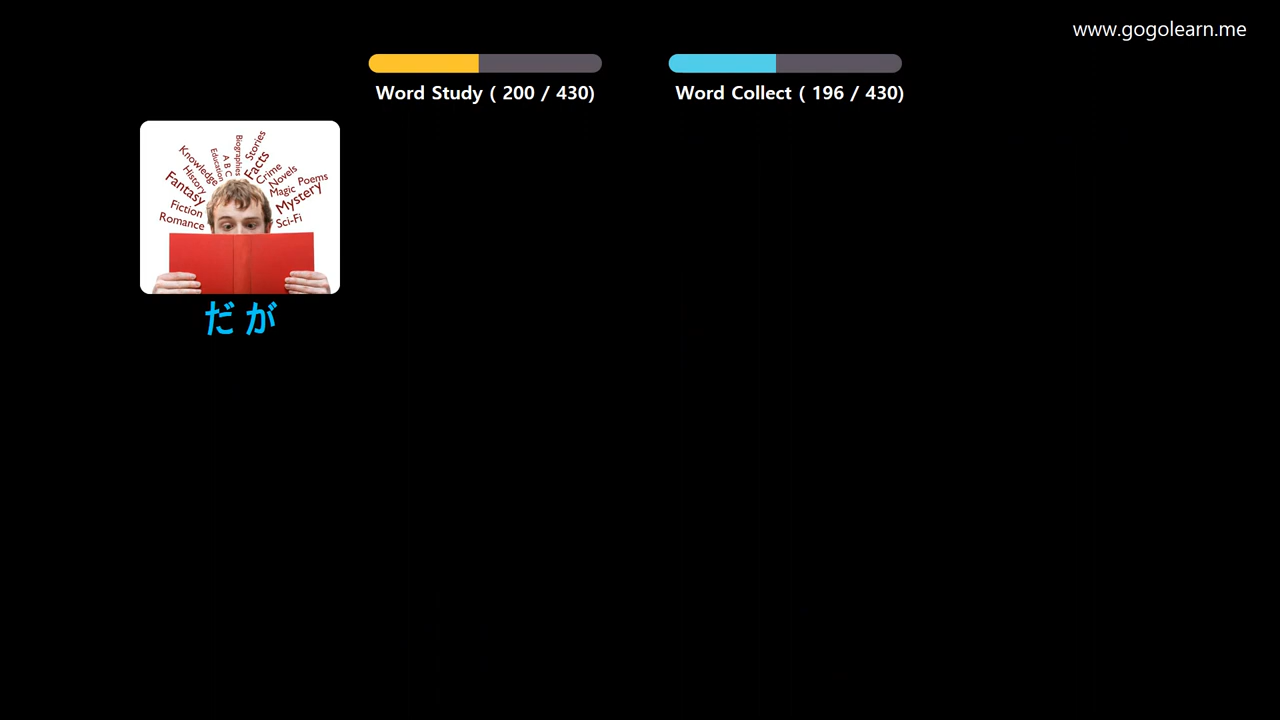 www.gogolearn.me
Word Study ( 200 / 430)
Word Collect ( 196 / 430)
Stories
Biographies
Facts
A B C
Education
Crime
Knowledge
Novels
History
Magic
Poems
Fantasy
Mystery
Fiction
Sci-Fi
Romance
だが